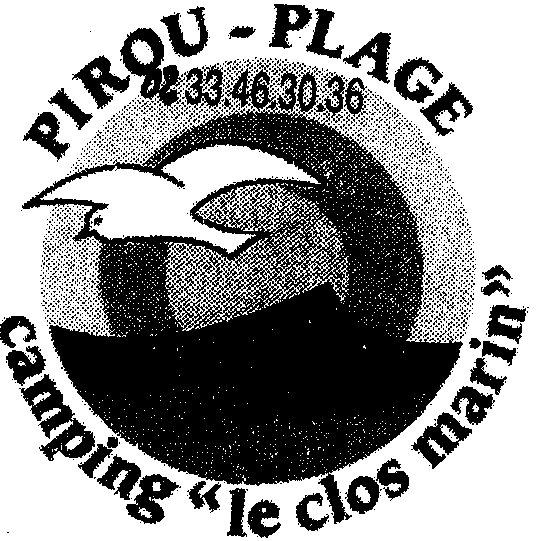 PIROU - PLAGE
02 33.46.30.36
camping “le clos marin”